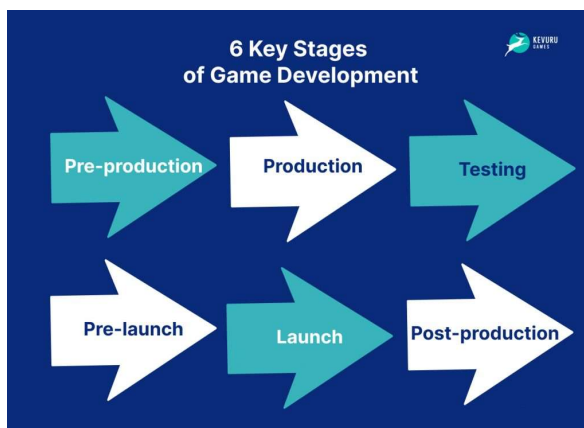 6 Key Stages
of Game Development
KEVURU
GAMES
Pre-production
Production
Testing
Pre-launch
Launch
Post-production